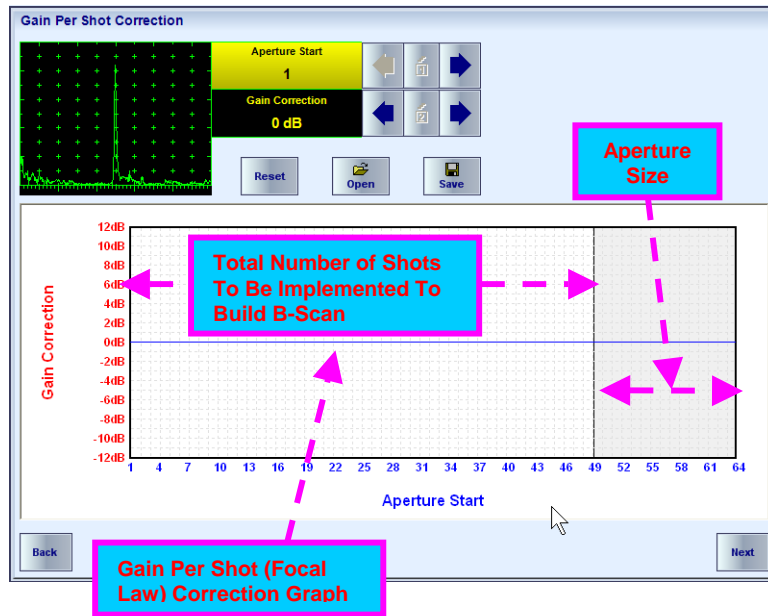 Gain Per Shot Correction
Aperture Start
1
1
Gain Correction
0 dB
2
Reset
Open
Save
Aperture
Size
12dB
10dB
8dB
6dB
4dB
2dB
0dB
-2dB
-4dB
-6dB
-8dB
-10dB
-12dB
Gain Correction
Total Number of Shots
To Be Implemented To
Build B-Scan
1 4 7 10 13 16 19 22 25 28 31 34 37 40 43 46 49 52 55 58 61 64
Aperture Start
Back
Next
Gain Per Shot (Focal
Law) Correction Graph